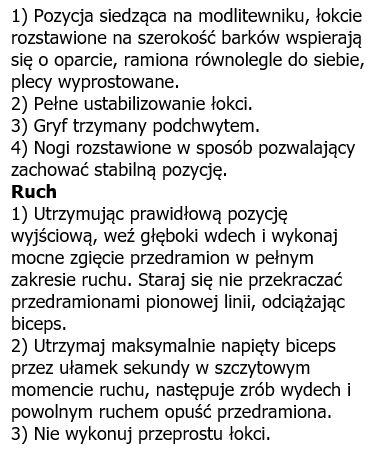 1) Pozycja siedząca na modlitewniku, łokcie
rozstawione na szerokość barków wspierają
się o oparcie, ramiona równolegle do siebie,
plecy wyprostowane.
2) Pełne ustabilizowanie łokci.
3) Gryf trzymany podchwytem.
4) Nogi rozstawione w sposób pozwalający
zachować stabilną pozycję.
Ruch
1) Utrzymując prawidłową pozycję
wyjściową, weź głęboki wdech i wykonaj
mocne zgięcie przedramion w pełnym
zakresie ruchu. Staraj się nie przekraczać
przedramionami pionowej linii, odciążając
biceps.
2) Utrzymaj maksymalnie napięty biceps
przez ułamek sekundy w szczytowym
momencie ruchu, następuje zrób wydech i
powolnym ruchem opuść przedramiona.
3) Nie wykonuj przeprostu łokci.